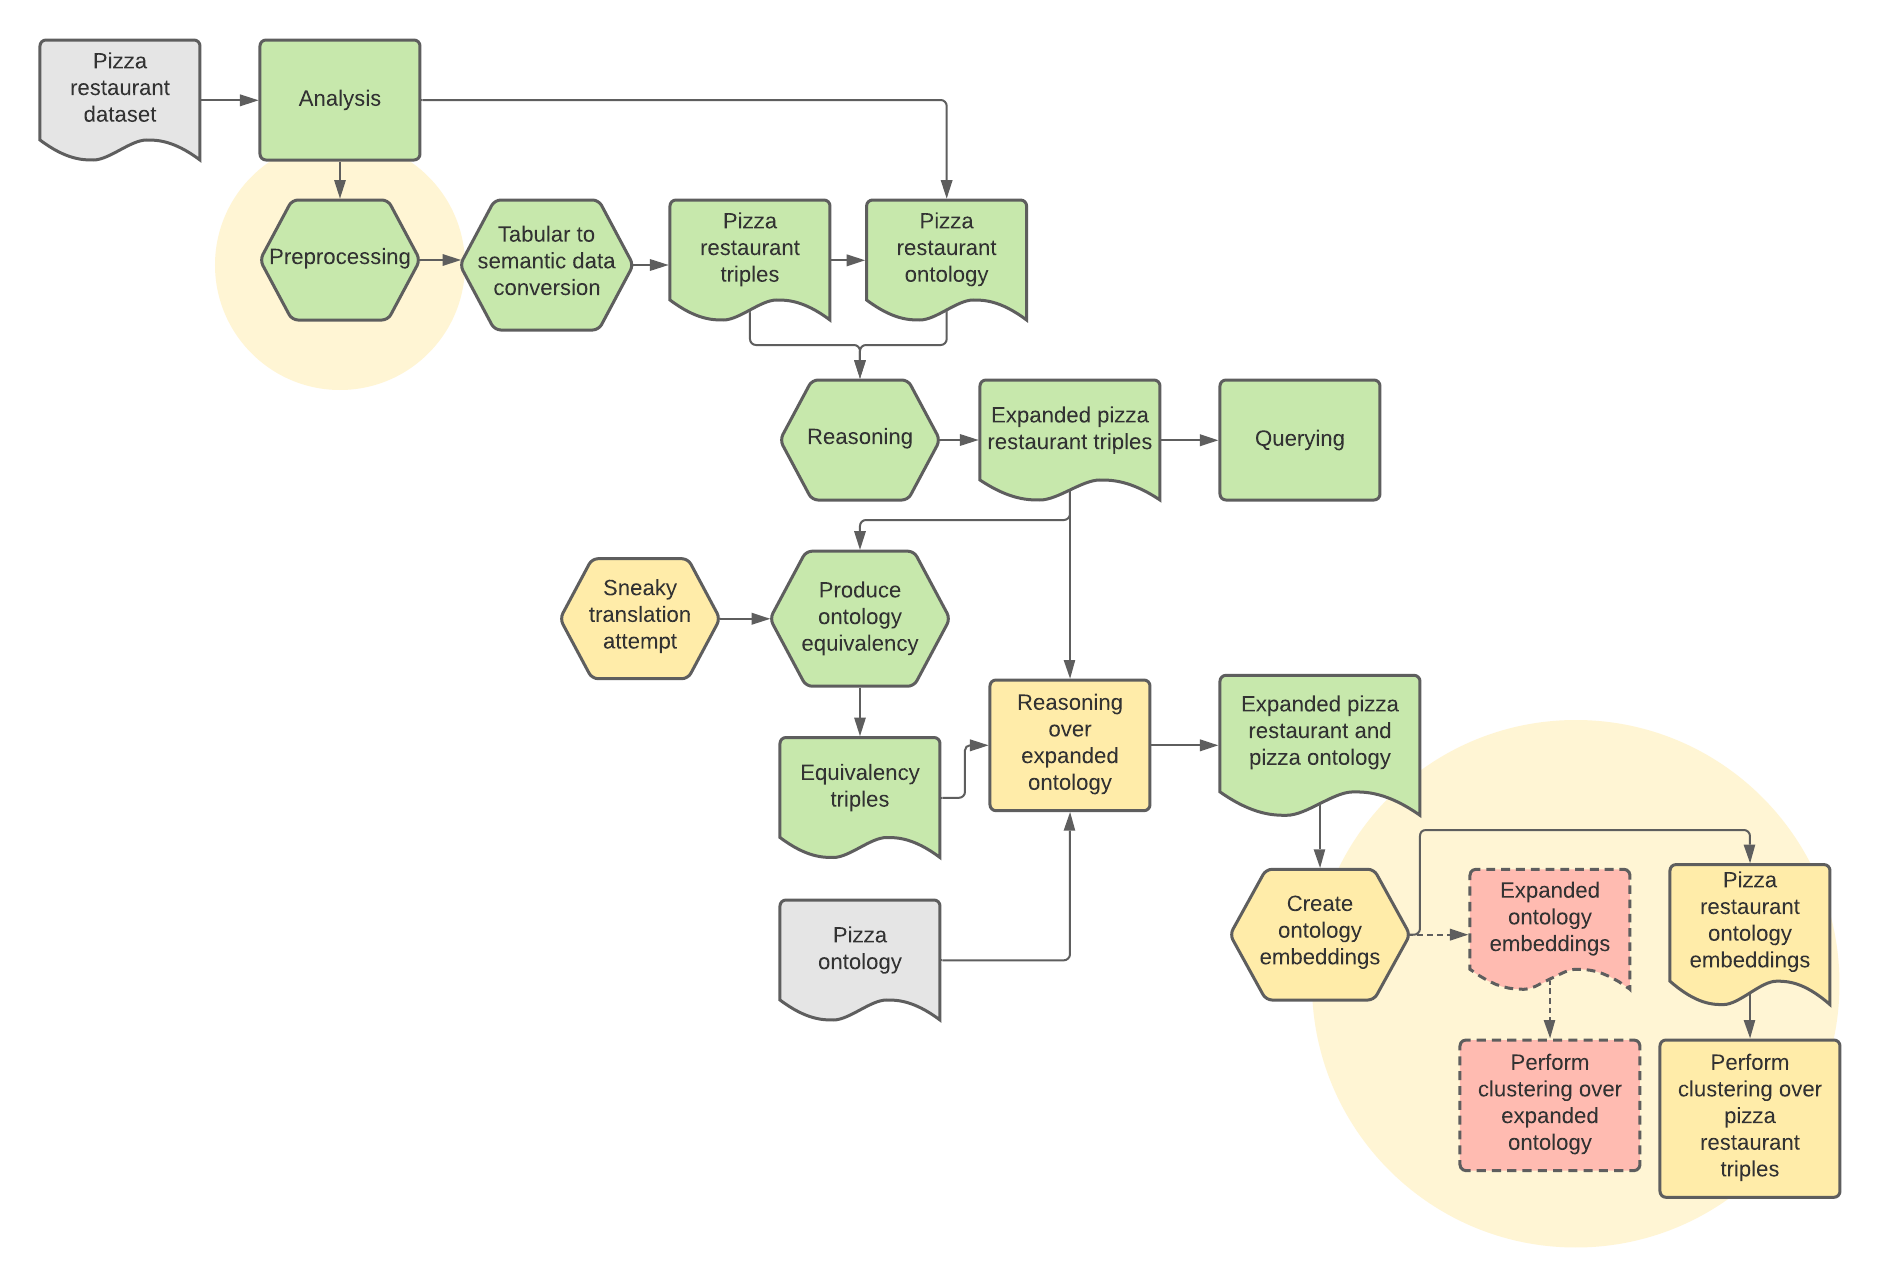 Pizza
restaurant
dataset
Analysis
Preprocessing
Tabular to
semantic data
conversion
Pizza
restaurant
triples
Pizza
restaurant
ontology
Reasoning
Expanded pizza
restaurant triples
Querying
Sneaky
translation
attempt
Produce
ontology
equivalency
Equivalency
triples
Reasoning
over
expanded
ontology
Expanded pizza
restaurant and
pizza ontology
Pizza
ontology
Create
ontology
embeddings
Expanded
ontology
embeddings
Pizza
restaurant
ontology
embeddings
Perform
clustering over
expanded
ontology
Perform
clustering over
pizza
restaurant
triples